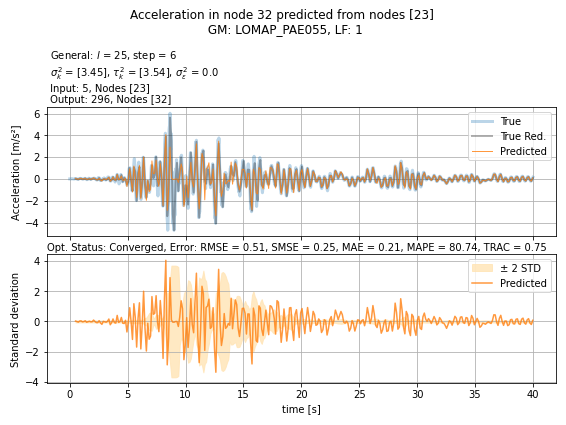 Acceleration in node 32 predicted from nodes [23]
GM: LOMAP_PAE055, LF: 1
General: l = 25, step = 6
σ²ₖ = [3.45], τ²ₖ = [3.54], σ²ε = 0.0
Input: 5, Nodes [23]
Output: 296, Nodes [32]
Acceleration [m/s²]
6
4
2
0
−2
−4
True
True Red.
Predicted
Opt. Status: Converged, Error: RMSE = 0.51, SMSE = 0.25, MAE = 0.21, MAPE = 80.74, TRAC = 0.75
Standard deviation
4
2
0
−2
−4
± 2 STD
Predicted
0 5 10 15 20 25 30 35 40
time [s]